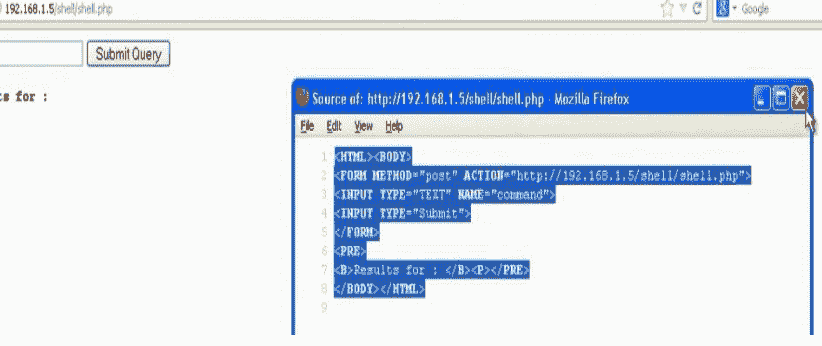 192.168.1.5/shell/shell.php
Google
Submit Query
ts for :
Source of: http://192.168.1.5/shell/shell.php - Mozilla Firefox
File Edit View Help
1 <HTML><BODY>
2 <FORM METHOD="post" ACTION="http://192.168.1.5/shell/shell.php">
3 <INPUT TYPE="TEXT" NAME="command">
4 <INPUT TYPE="Submit">
5 </FORM>
6 <PRE>
7 <B>Results for : </B><P></PRE>
8 </BODY></HTML>
9